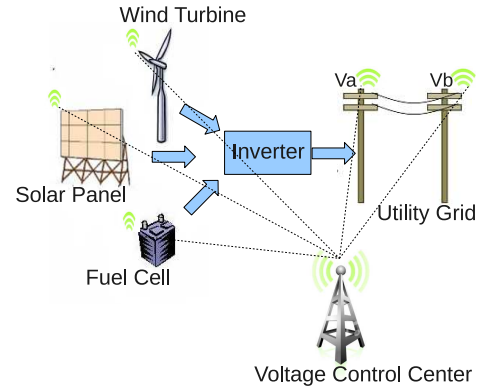 Wind Turbine
Va
Vb
Inverter
Solar Panel
Utility Grid
Fuel Cell
Voltage Control Center